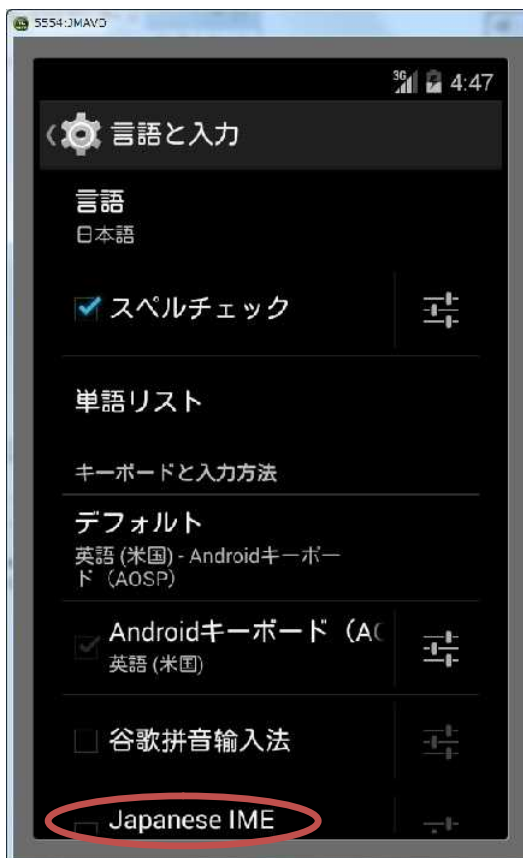 5554:JMAVD
3G 4:47
言語と入力
言語
日本語
スペルチェック
単語リスト
キーボードと入力方法
デフォルト
英語 (米国) - Androidキーボー
ド（AOSP）
Androidキーボード（AO
英語 (米国)
谷歌拼音输入法
Japanese IME